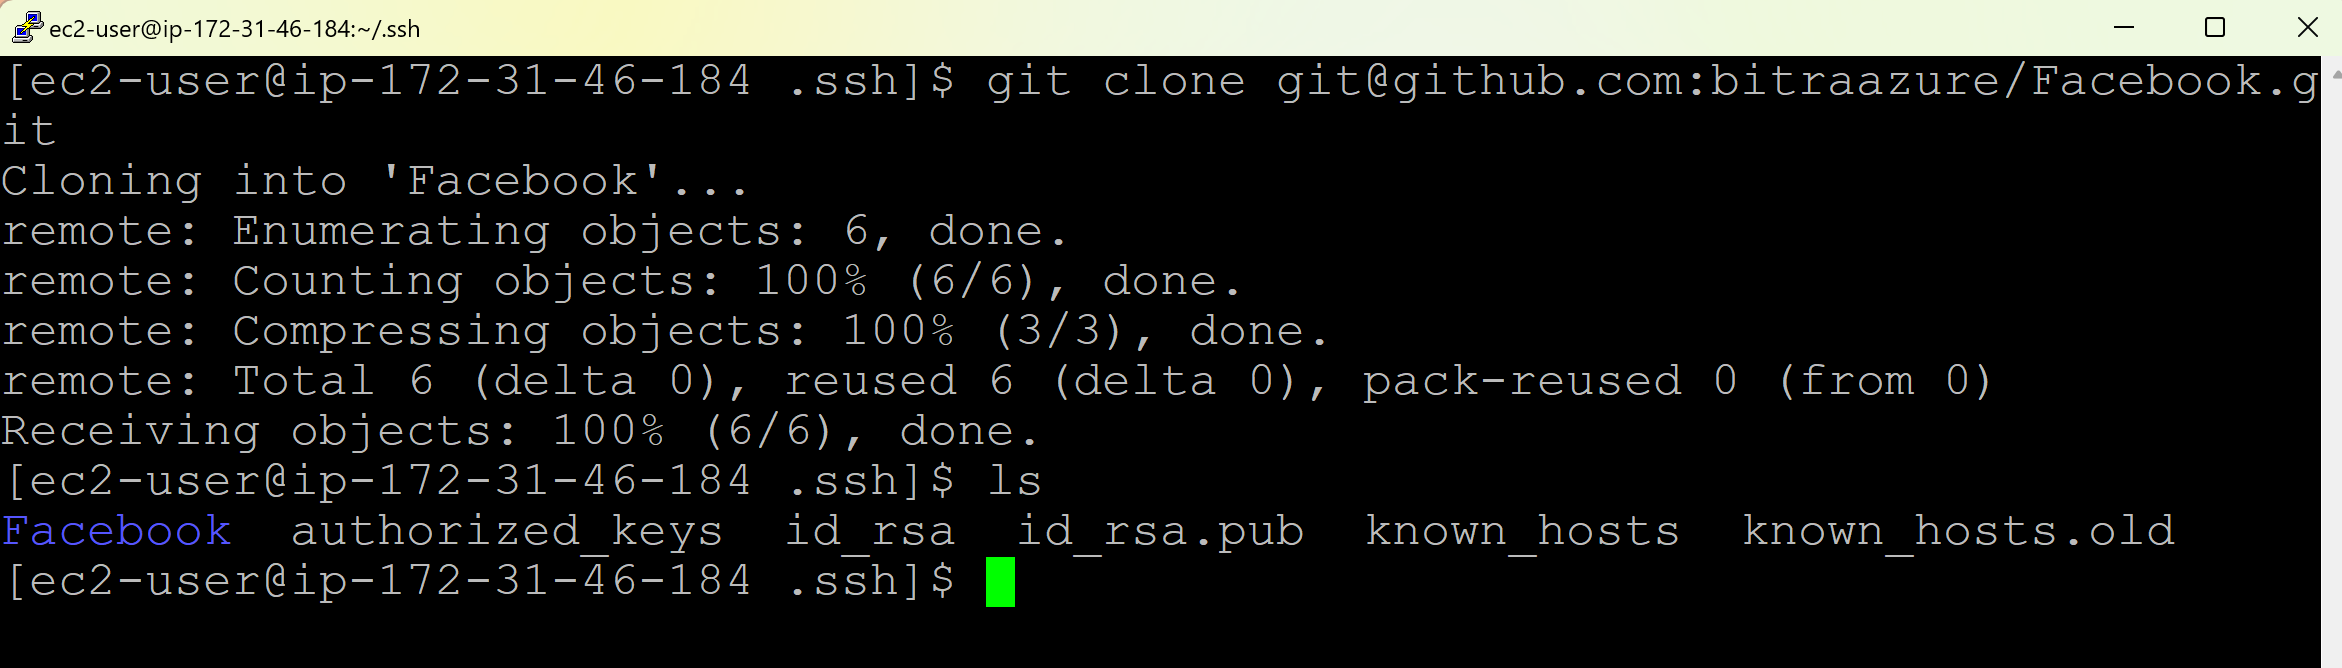 ec2-user@ip-172-31-46-184:~/.ssh
[ec2-user@ip-172-31-46-184 .ssh]$ git clone git@github.com:bitraazure/Facebook.g
it
Cloning into 'Facebook'...
remote: Enumerating objects: 6, done.
remote: Counting objects: 100% (6/6), done.
remote: Compressing objects: 100% (3/3), done.
remote: Total 6 (delta 0), reused 6 (delta 0), pack-reused 0 (from 0)
Receiving objects: 100% (6/6), done.
[ec2-user@ip-172-31-46-184 .ssh]$ ls
Facebook  authorized_keys  id_rsa  id_rsa.pub  known_hosts  known_hosts.old
[ec2-user@ip-172-31-46-184 .ssh]$